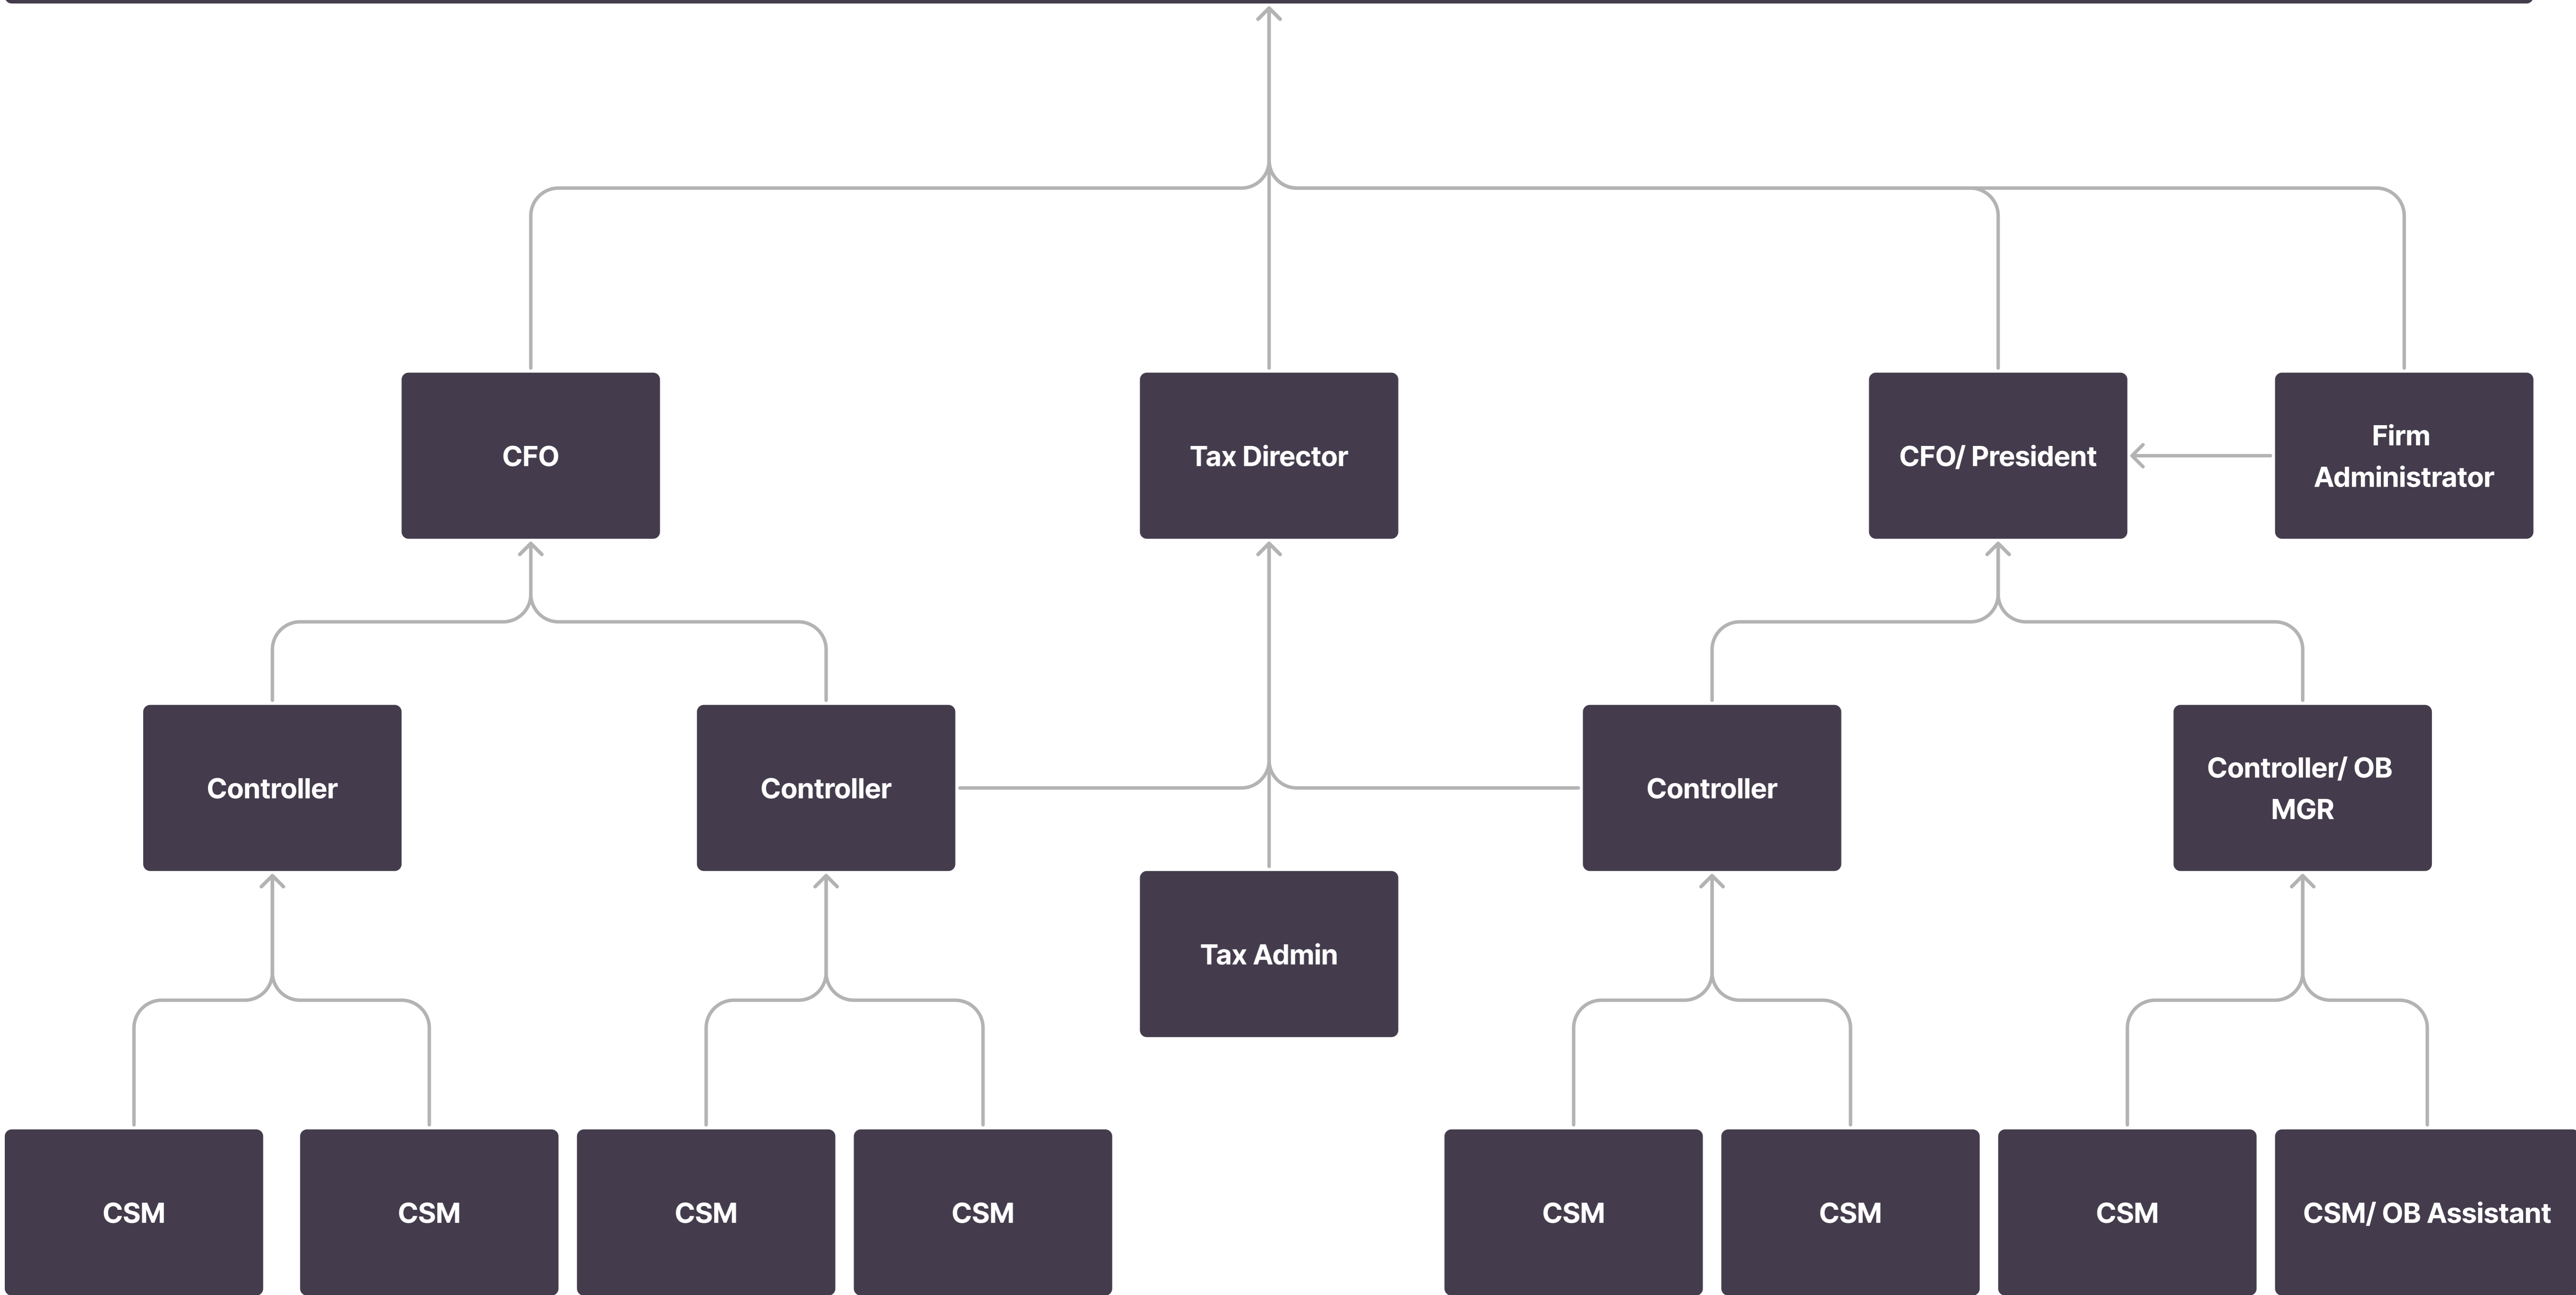 CFO
Tax Director
CFO/ President
Firm
Administrator
Controller
Controller
Controller
Controller/ OB
MGR
Tax Admin
CSM
CSM
CSM
CSM
CSM
CSM
CSM
CSM/ OB Assistant